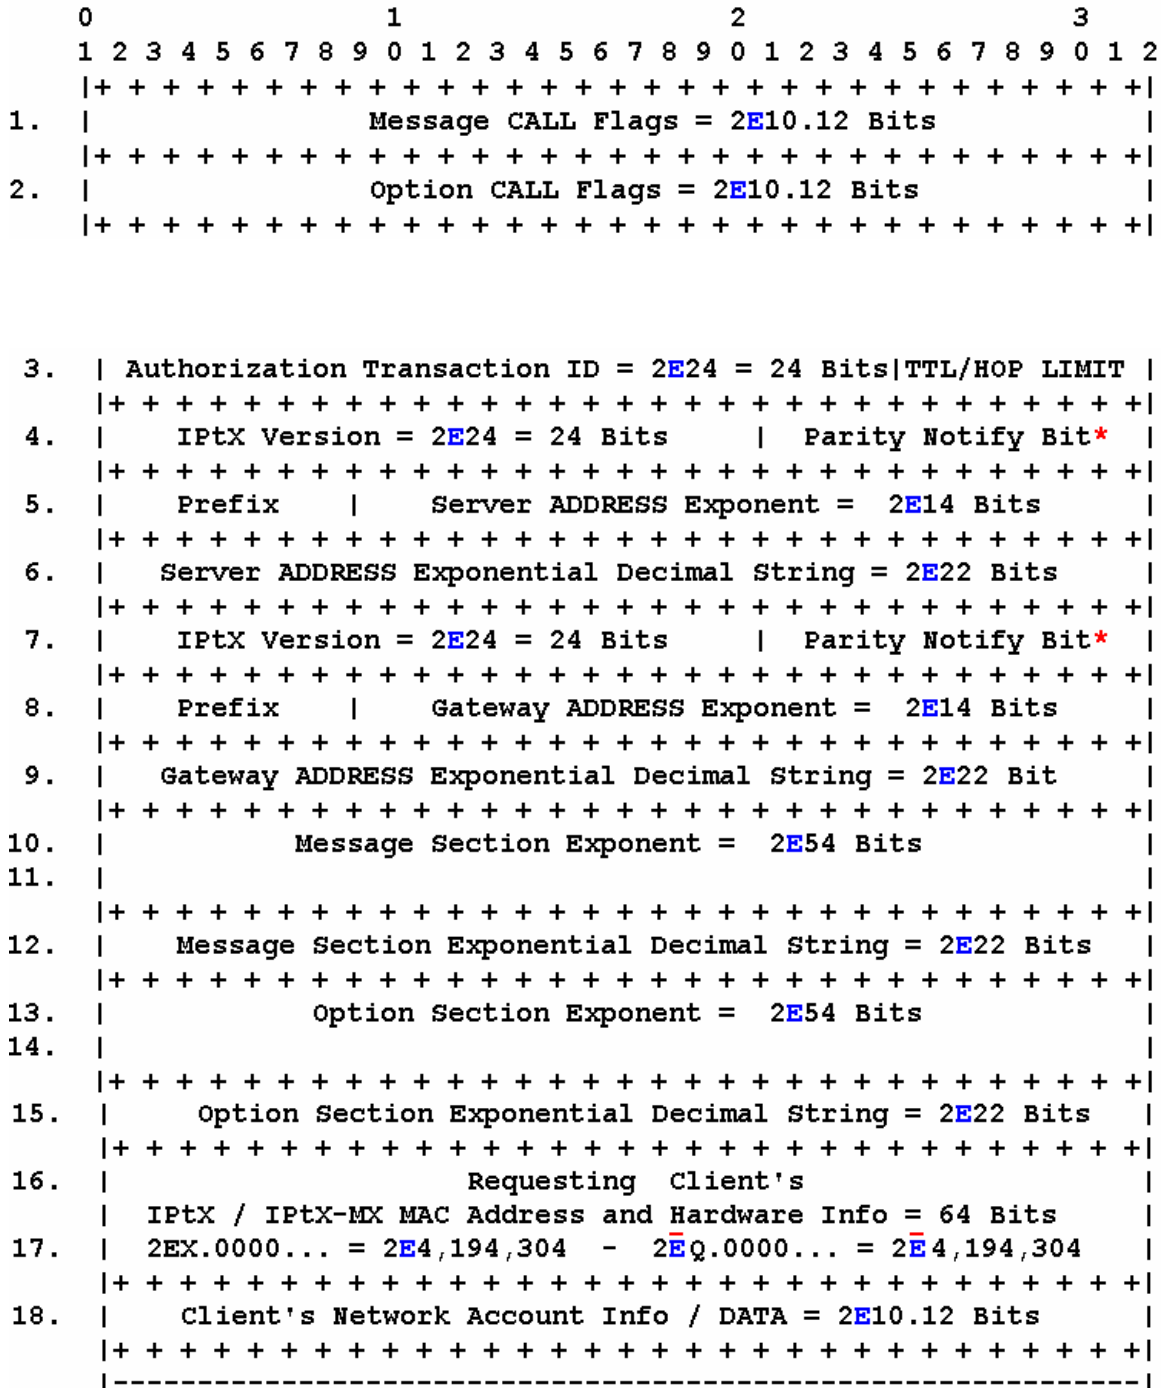 0 1 2 3
1 2 3 4 5 6 7 8 9 0 1 2 3 4 5 6 7 8 9 0 1 2 3 4 5 6 7 8 9 0 1 2
|+ + + + + + + + + + + + + + + + + + + + + + + + + + + + + + +|
1. | Message CALL Flags = 2E10.12 Bits |
|+ + + + + + + + + + + + + + + + + + + + + + + + + + + + + + +|
2. | Option CALL Flags = 2E10.12 Bits |
|+ + + + + + + + + + + + + + + + + + + + + + + + + + + + + + +|
3. | Authorization Transaction ID = 2E24 = 24 Bits|TTL/HOP LIMIT |
|+ + + + + + + + + + + + + + + + + + + + + + + + + + + + + + +|
4. | IPtX Version = 2E24 = 24 Bits | Parity Notify Bit* |
|+ + + + + + + + + + + + + + + + + + + + + + + + + + + + + + +|
5. | Prefix | Server ADDRESS Exponent = 2E14 Bits |
|+ + + + + + + + + + + + + + + + + + + + + + + + + + + + + + +|
6. | Server ADDRESS Exponential Decimal String = 2E22 Bits |
|+ + + + + + + + + + + + + + + + + + + + + + + + + + + + + + +|
7. | IPtX Version = 2E24 = 24 Bits | Parity Notify Bit* |
|+ + + + + + + + + + + + + + + + + + + + + + + + + + + + + + +|
8. | Prefix | Gateway ADDRESS Exponent = 2E14 Bits |
|+ + + + + + + + + + + + + + + + + + + + + + + + + + + + + + +|
9. | Gateway ADDRESS Exponential Decimal String = 2E22 Bit |
|+ + + + + + + + + + + + + + + + + + + + + + + + + + + + + + +|
10. | Message Section Exponent = 2E54 Bits |
11. | |
|+ + + + + + + + + + + + + + + + + + + + + + + + + + + + + + +|
12. | Message Section Exponential Decimal String = 2E22 Bits |
|+ + + + + + + + + + + + + + + + + + + + + + + + + + + + + + +|
13. | Option Section Exponent = 2E54 Bits |
14. | |
|+ + + + + + + + + + + + + + + + + + + + + + + + + + + + + + +|
15. | Option Section Exponential Decimal String = 2E22 Bits |
|+ + + + + + + + + + + + + + + + + + + + + + + + + + + + + + +|
16. | Requesting Client's |
| IPtX / IPtX-MX MAC Address and Hardware Info = 64 Bits |
17. | 2EX.0000... = 2E4,194,304 - 2E̅Q.0000... = 2E̅4,194,304 |
|+ + + + + + + + + + + + + + + + + + + + + + + + + + + + + + +|
18. | Client's Network Account Info / DATA = 2E10.12 Bits |
|+ + + + + + + + + + + + + + + + + + + + + + + + + + + + + + +|
|-------------------------------------------------------------|